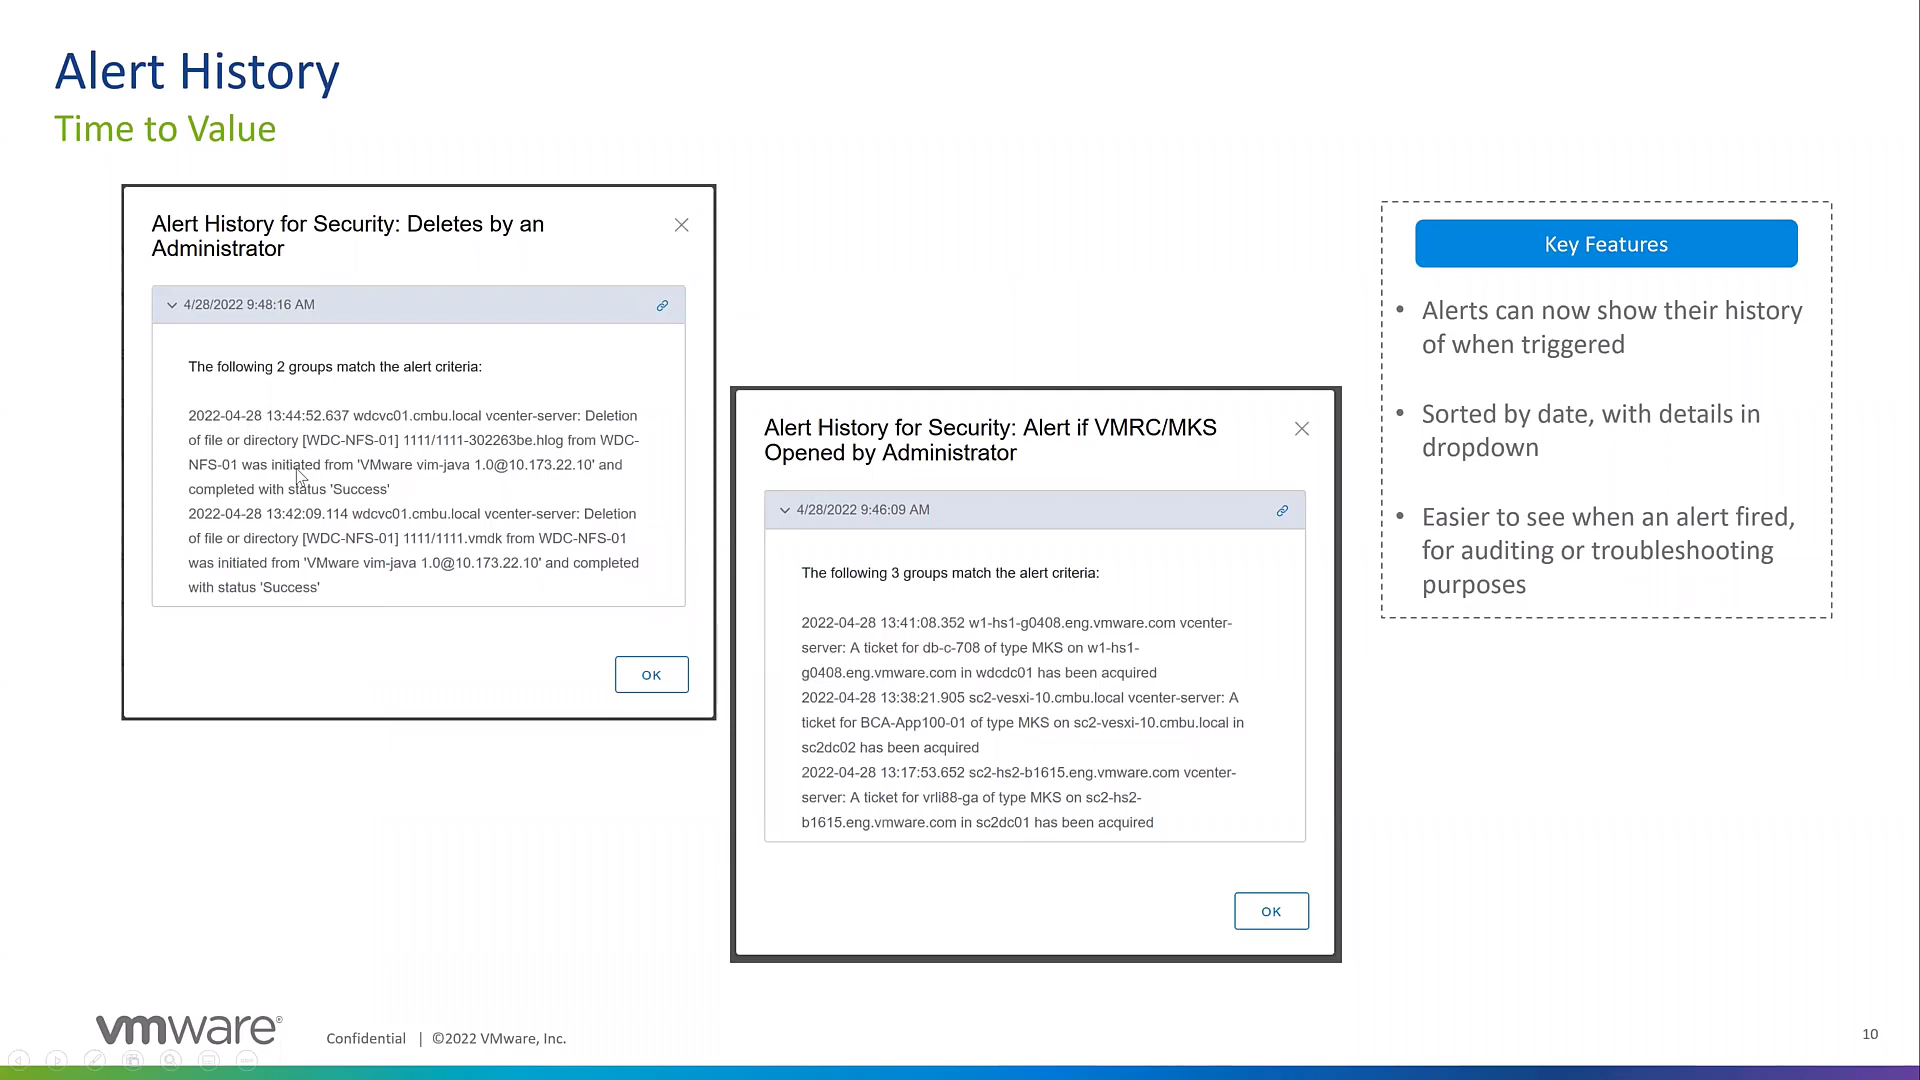 Alert History
Time to Value
Alert History for Security: Deletes by an
Administrator
4/28/2022 9:48:16 AM
The following 2 groups match the alert criteria:
2022-04-28 13:44:52.637 wdcvc01.cmbu.local vcenter-server: Deletion
of file or directory [WDC-NFS-01] 1111/1111-302263be.hlog from WDC-
NFS-01 was initiated from 'VMware vim-java 1.0@10.173.22.10' and
completed with status 'Success'
2022-04-28 13:42:09.114 wdcvc01.cmbu.local vcenter-server: Deletion
of file or directory [WDC-NFS-01] 1111/1111.vmdk from WDC-NFS-01
was initiated from 'VMware vim-java 1.0@10.173.22.10' and completed
with status 'Success'
OK
Alert History for Security: Alert if VMRC/MKS
Opened by Administrator
4/28/2022 9:46:09 AM
The following 3 groups match the alert criteria:
2022-04-28 13:41:08.352 w1-hs1-g0408.eng.vmware.com vcenter-
server: A ticket for db-c-708 of type MKS on w1-hs1-
g0408.eng.vmware.com in wdcdc01 has been acquired
2022-04-28 13:38:21.905 sc2-vesxi-10.cmbu.local vcenter-server: A
ticket for BCA-App100-01 of type MKS on sc2-vesxi-10.cmbu.local in
sc2dc02 has been acquired
2022-04-28 13:17:53.652 sc2-hs2-b1615.eng.vmware.com vcenter-
server: A ticket for vrli88-ga of type MKS on sc2-hs2-
b1615.eng.vmware.com in sc2dc01 has been acquired
OK
Key Features
• Alerts can now show their history
of when triggered
• Sorted by date, with details in
dropdown
• Easier to see when an alert fired,
for auditing or troubleshooting
purposes
vmware®
Confidential | ©2022 VMware, Inc.
10